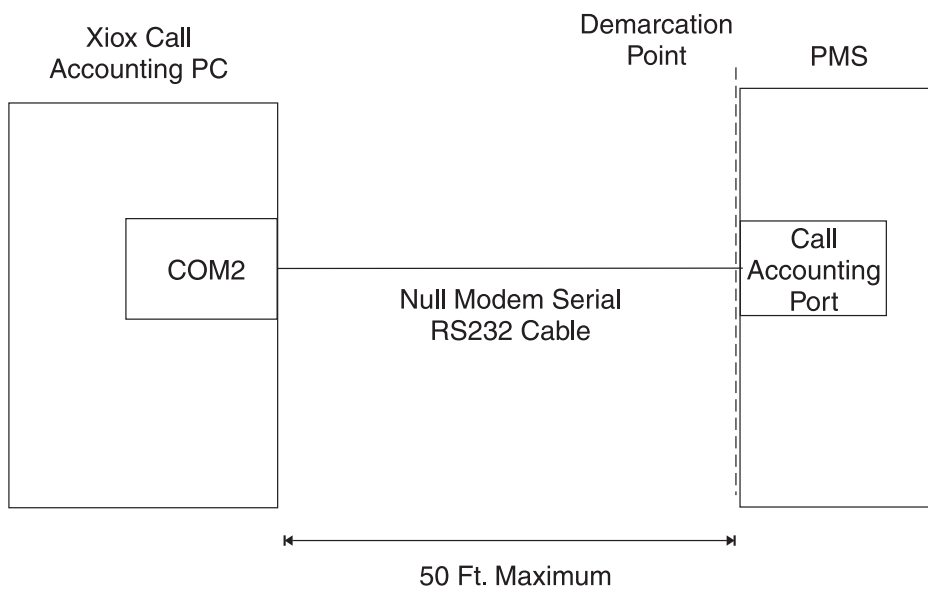 Xiox Call
Accounting PC
Demarcation
Point
PMS
COM2
Call
Accounting
Port
Null Modem Serial
RS232 Cable
50 Ft. Maximum